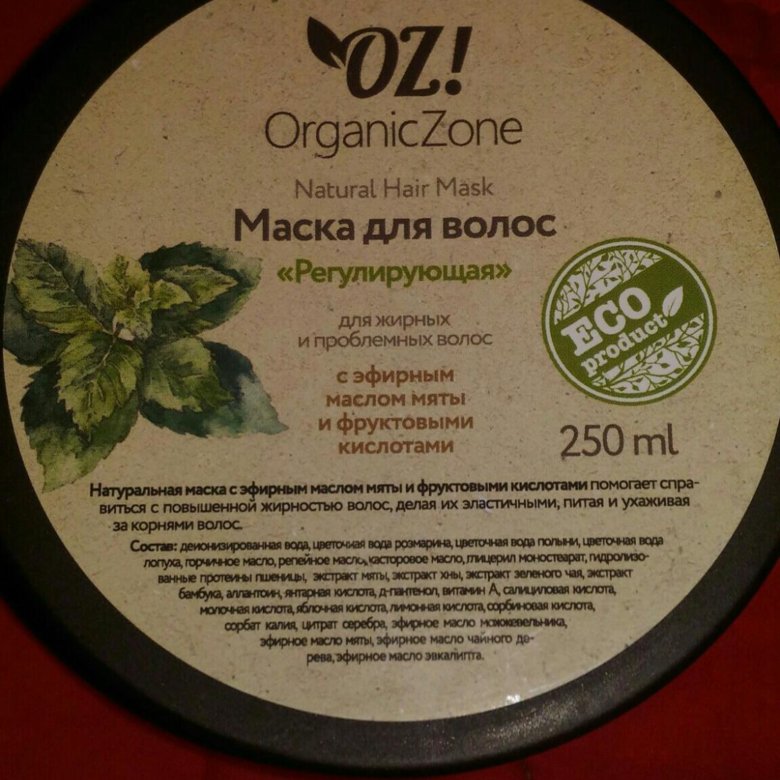 OZ!
OrganicZone
Natural Hair Mask
Маска для волос
«Регулирующая»
для жирных
и проблемных волос
с эфирным
маслом мяты
и фруктовыми
кислотами
ECO
product
250 ml
Натуральная маска с эфирным маслом мяты и фруктовыми кислотами помогает спра-
виться с повышенной жирностью волос, делая их эластичными, питая и ухаживая
за корнями волос.
Состав: деионизированная вода, цветочная вода розмарина, цветочная вода полыни, цветочная вода
лопуха, горчичное масло, репейное масло, касторовое масло, глицерил моностеарат, гидролизо-
ванные протеины пшеницы, экстракт мяты, экстракт хны, экстракт зеленого чая, экстракт
бамбука, аллантоин, янтарная кислота, д-пантенол, витамин А, салициловая кислота,
молочная кислота, яблочная кислота, лимонная кислота, сорбиновая кислота,
сорбат калия, цитрат серебра, эфирное масло можжевельника,
эфирное масло мяты, эфирное масло чайного де-
рева, эфирное масло эвкалипта.